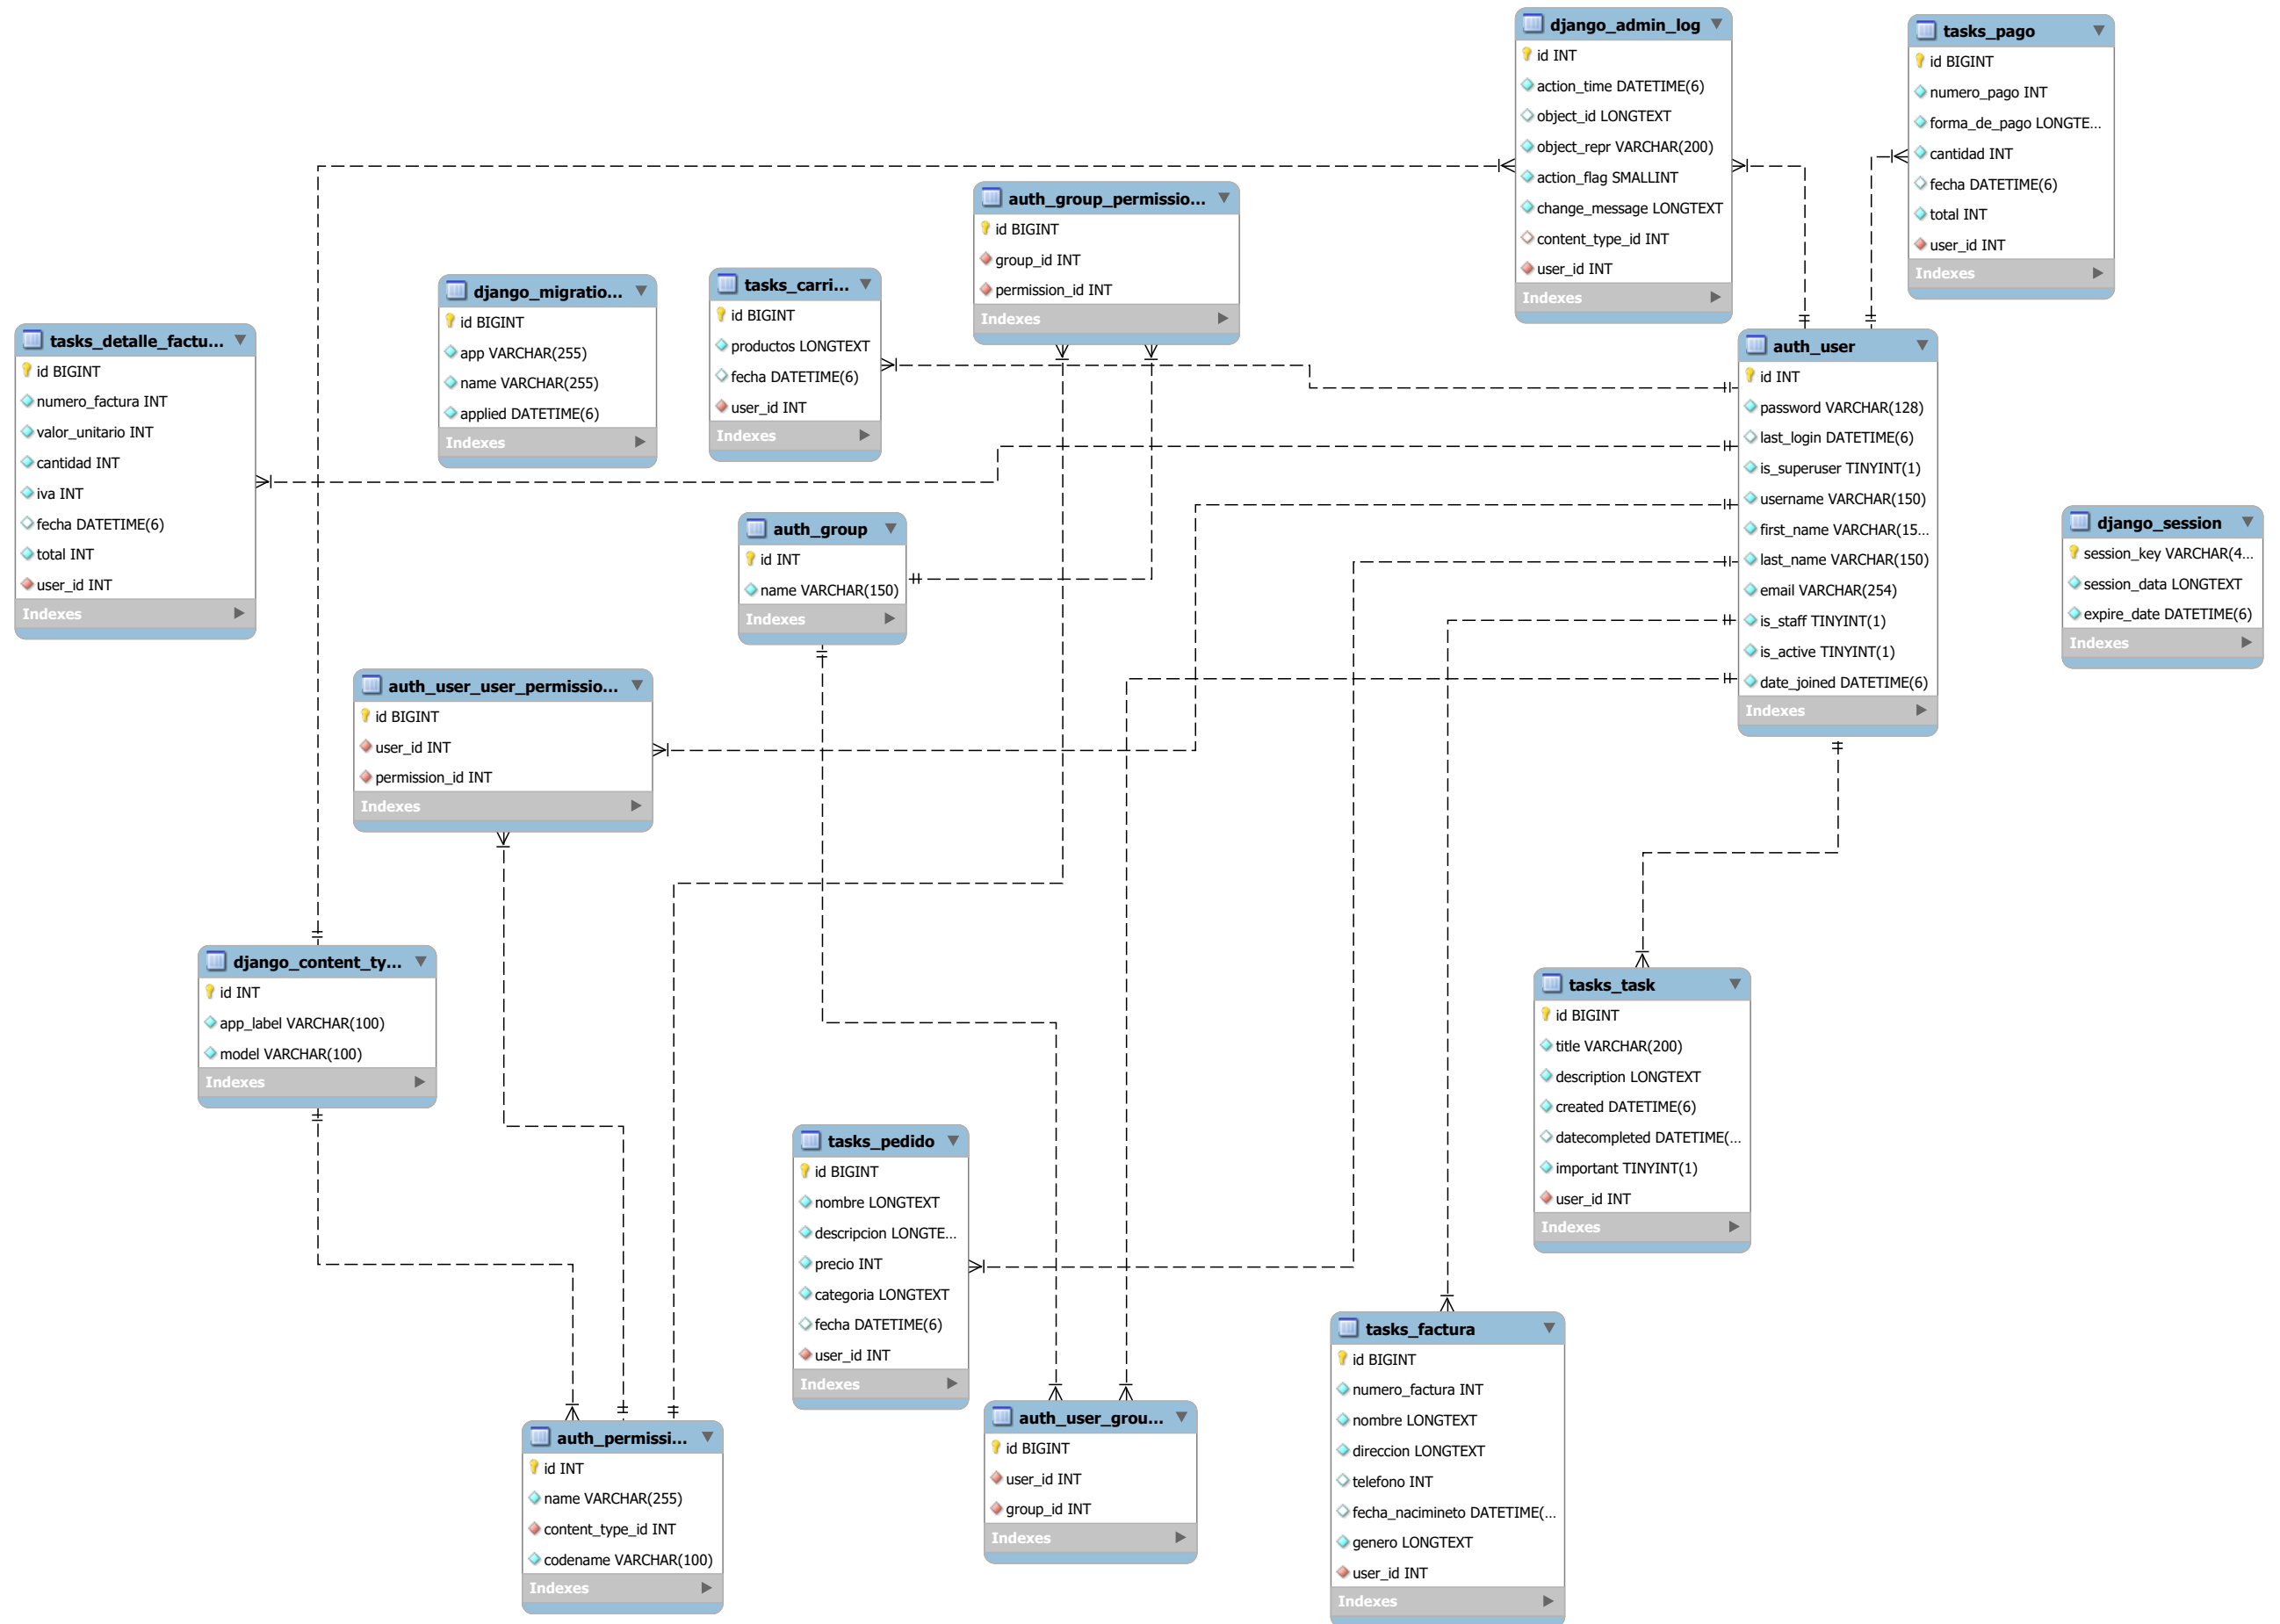 django_admin_log
id INT
action_time DATETIME(6)
object_id LONGTEXT
object_repr VARCHAR(200)
action_flag SMALLINT
change_message LONGTEXT
content_type_id INT
user_id INT
Indexes
tasks_pago
id BIGINT
numero_pago INT
forma_de_pago LONGTE...
cantidad INT
fecha DATETIME(6)
total INT
user_id INT
Indexes
auth_group_permissio...
id BIGINT
group_id INT
permission_id INT
Indexes
django_migratio...
id BIGINT
app VARCHAR(255)
name VARCHAR(255)
applied DATETIME(6)
Indexes
tasks_carri...
id BIGINT
productos LONGTEXT
fecha DATETIME(6)
user_id INT
Indexes
tasks_detalle_factu...
id BIGINT
numero_factura INT
valor_unitario INT
cantidad INT
iva INT
fecha DATETIME(6)
total INT
user_id INT
Indexes
auth_user
id INT
password VARCHAR(128)
last_login DATETIME(6)
is_superuser TINYINT(1)
username VARCHAR(150)
first_name VARCHAR(15...
last_name VARCHAR(150)
email VARCHAR(254)
is_staff TINYINT(1)
is_active TINYINT(1)
date_joined DATETIME(6)
Indexes
django_session
session_key VARCHAR(4...
session_data LONGTEXT
expire_date DATETIME(6)
Indexes
auth_group
id INT
name VARCHAR(150)
Indexes
auth_user_user_permissio...
id BIGINT
user_id INT
permission_id INT
Indexes
django_content_ty...
id INT
app_label VARCHAR(100)
model VARCHAR(100)
Indexes
tasks_task
id BIGINT
title VARCHAR(200)
description LONGTEXT
created DATETIME(6)
datecompleted DATETIME(...
important TINYINT(1)
user_id INT
Indexes
tasks_pedido
id BIGINT
nombre LONGTEXT
descripcion LONGTE...
precio INT
categoria LONGTEXT
fecha DATETIME(6)
user_id INT
Indexes
tasks_factura
id BIGINT
numero_factura INT
nombre LONGTEXT
direccion LONGTEXT
telefono INT
fecha_nacimineto DATETIME(...
genero LONGTEXT
user_id INT
Indexes
auth_user_grou...
id BIGINT
user_id INT
group_id INT
Indexes
auth_permissi...
id INT
name VARCHAR(255)
content_type_id INT
codename VARCHAR(100)
Indexes